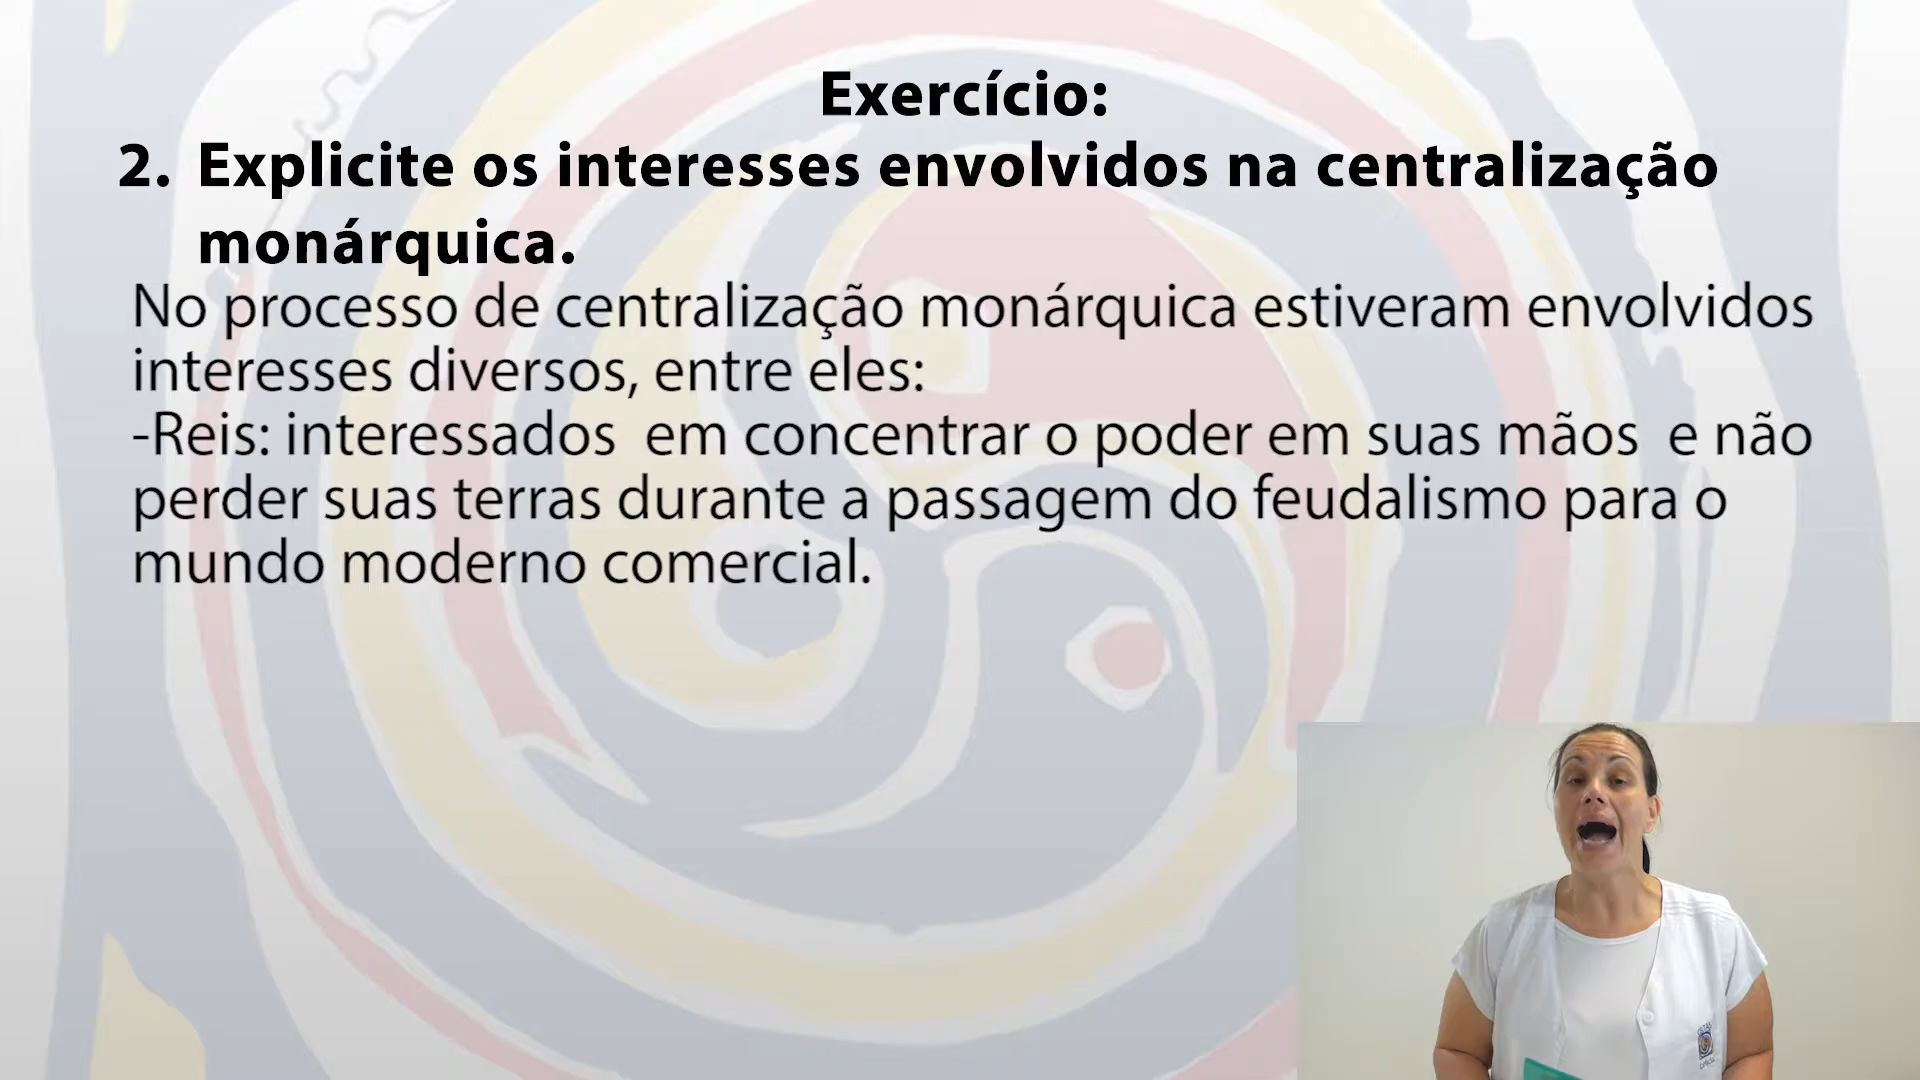 Exercício:
2. Explicite os interesses envolvidos na centralização
monárquica.
No processo de centralização monárquica estiveram envolvidos
interesses diversos, entre eles:
-Reis: interessados em concentrar o poder em suas mãos e não
perder suas terras durante a passagem do feudalismo para o
mundo moderno comercial.